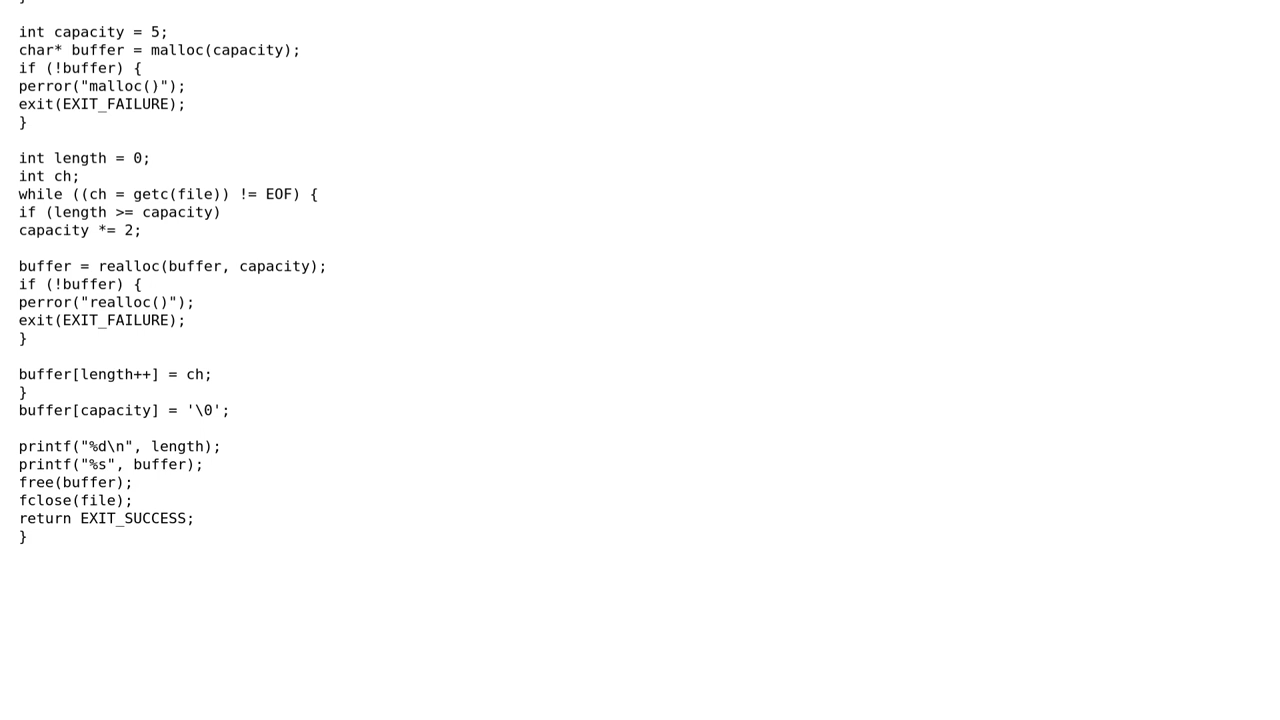 }
int capacity = 5;
char* buffer = malloc(capacity);
if (!buffer) {
perror("malloc()");
exit(EXIT_FAILURE);
}
int length = 0;
int ch;
while ((ch = getc(file)) != EOF) {
if (length >= capacity)
capacity *= 2;
buffer = realloc(buffer, capacity);
if (!buffer) {
perror("realloc()");
exit(EXIT_FAILURE);
}
buffer[length++] = ch;
}
buffer[capacity] = '\0';
printf("%d\n", length);
printf("%s", buffer);
free(buffer);
fclose(file);
return EXIT_SUCCESS;
}